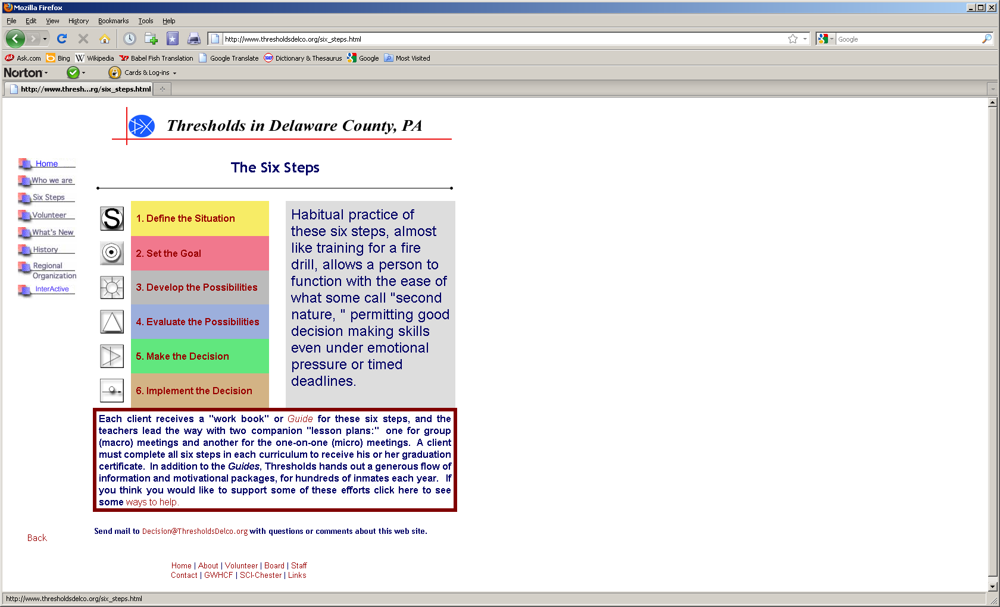 Mozilla Firefox
File Edit View History Bookmarks Tools Help
http://www.thresholdsdelco.org/six_steps.html
Google
Ask.com Bing Wikipedia Babel Fish Translation Google Translate Dictionary & Thesaurus Google Most Visited
Norton Cards & Log-ins
http://www.thresh...rg/six_steps.html
Thresholds in Delaware County, PA
Home
Who we are
Six Steps
Volunteer
What's New
History
Regional
Organization
InterActive
The Six Steps
S
1. Define the Situation
2. Set the Goal
3. Develop the Possibilities
4. Evaluate the Possibilities
5. Make the Decision
6. Implement the Decision
Habitual practice of
these six steps, almost
like training for a fire
drill, allows a person to
function with the ease of
what some call "second
nature, " permitting good
decision making skills
even under emotional
pressure or timed
deadlines.
Each client receives a "work book" or Guide for these six steps, and the
teachers lead the way with two companion "lesson plans:" one for group
(macro) meetings and another for the one-on-one (micro) meetings. A client
must complete all six steps in each curriculum to receive his or her graduation
certificate. In addition to the Guides, Thresholds hands out a generous flow of
information and motivational packages, for hundreds of inmates each year. If
you think you would like to support some of these efforts click here to see
some ways to help.
Send mail to Decision@ThresholdsDelco.org with questions or comments about this web site.
Back
Home | About | Volunteer | Board | Staff
Contact | GWHCF | SCI-Chester | Links
http://www.thresholdsdelco.org/six_steps.html